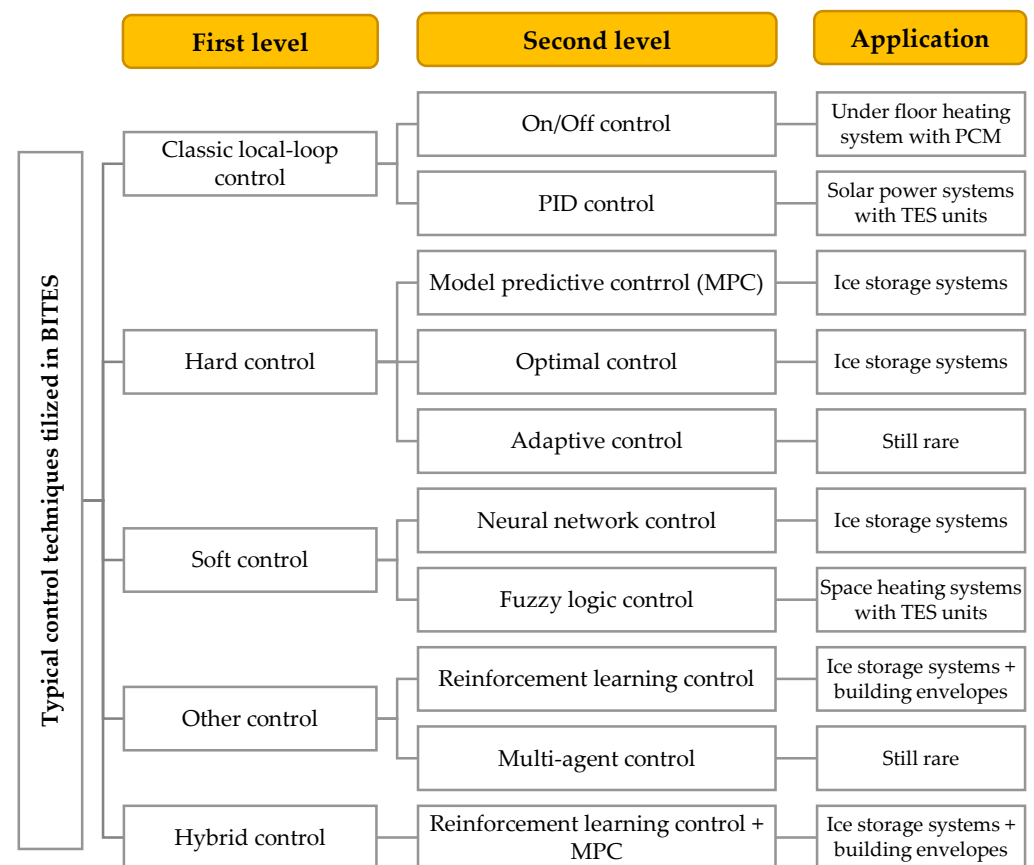 First level
Second level
Application
Typical control techniques tilized in BITES
Classic local-loop
control
On/Off control
Under floor heating
system with PCM
PID control
Solar power systems
with TES units
Hard control
Model predictive contrrol (MPC)
Ice storage systems
Optimal control
Ice storage systems
Adaptive control
Still rare
Soft control
Neural network control
Ice storage systems
Fuzzy logic control
Space heating systems
with TES units
Other control
Reinforcement learning control
Ice storage systems +
building envelopes
Multi-agent control
Still rare
Hybrid control
Reinforcement learning control +
MPC
Ice storage systems +
building envelopes